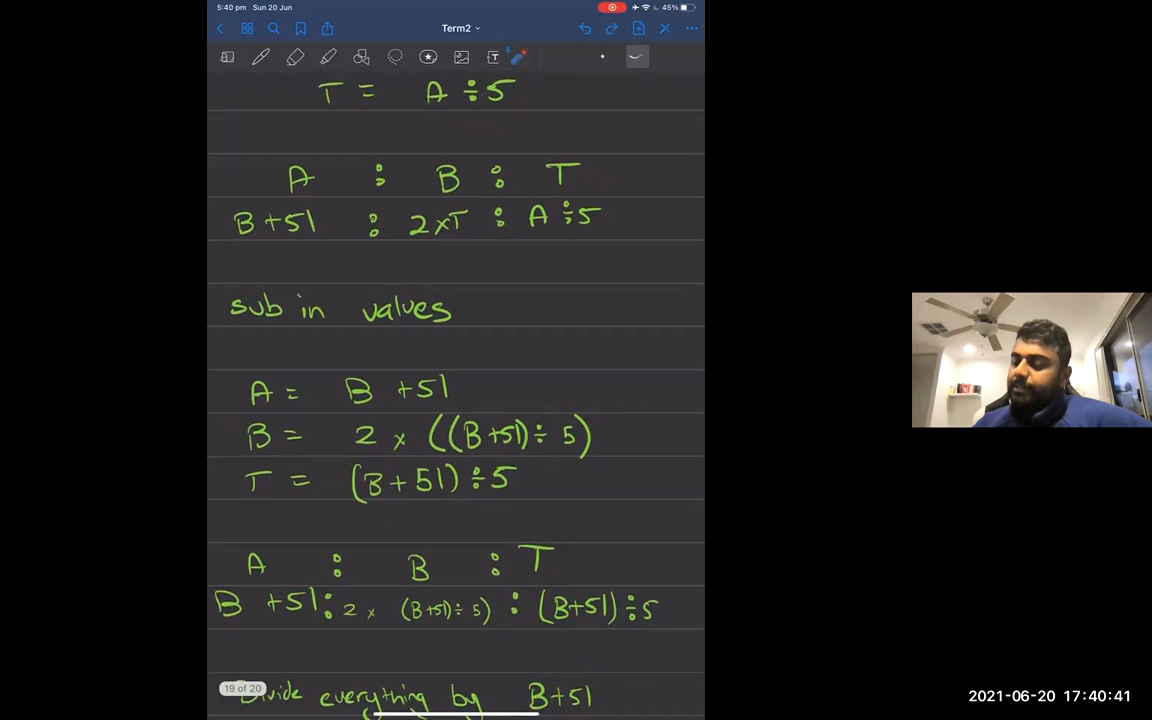 5:40 pm Sun 20 Jun 45%
Term2
T = A ÷ 5
A : B : T
B + 51 : 2 × T : A ÷ 5
sub in values
A = B + 51
B = 2 × ((B + 51) ÷ 5)
T = (B + 51) ÷ 5
A : B : T
B + 51 : 2 × (B + 51) ÷ 5) : (B + 51) ÷ 5
19 of 20
Divide everything by B + 51
2021-06-20 17:40:41